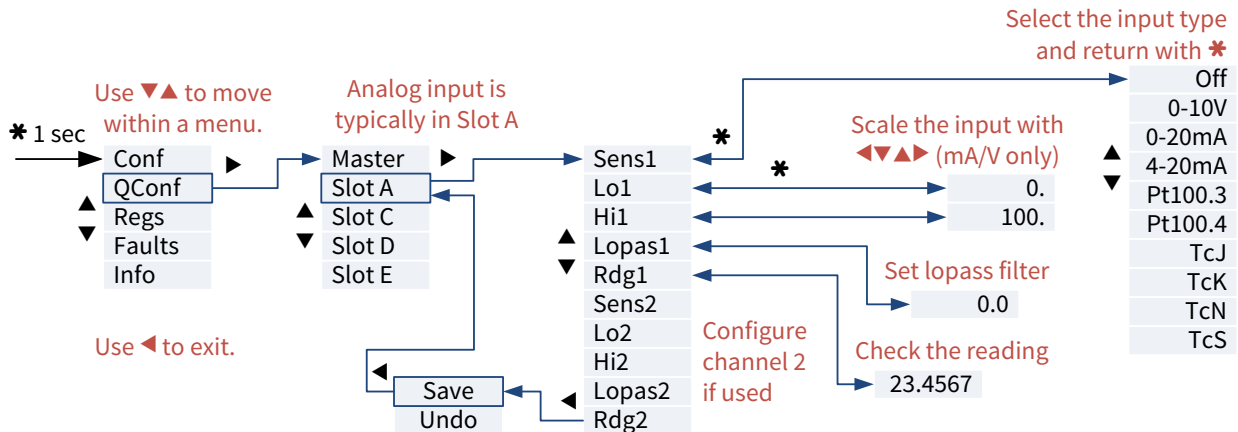 Select the input type
and return with ✱
Use ▼▲ to move
within a menu.
Analog input is
typically in Slot A
✱ 1 sec
Conf
QConf
Regs
Faults
Info
Use ◀ to exit.
Master
Slot A
Slot C
Slot D
Slot E
Save
Undo
Sens1
Lo1
Hi1
Lopas1
Rdg1
Sens2
Lo2
Hi2
Lopas2
Rdg2
Configure
channel 2
if used
Scale the input with
◀▼▲▶ (mA/V only)
0.
100.
Set lopass filter
0.0
Check the reading
23.4567
Off
0-10V
0-20mA
4-20mA
Pt100.3
Pt100.4
TcJ
TcK
TcN
TcS